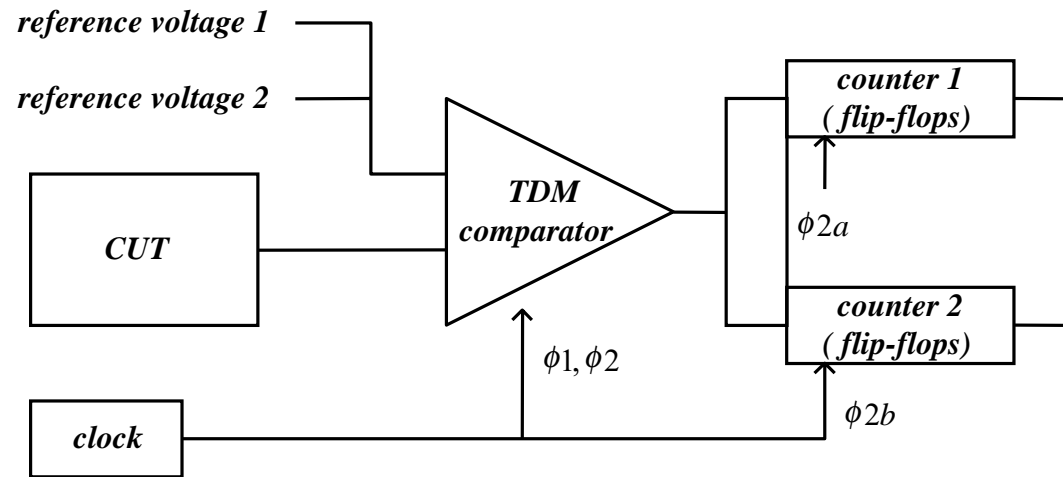 reference voltage 1
reference voltage 2
CUT
TDM
comparator
counter 1
( flip-flops)
ϕ2a
counter 2
( flip-flops)
ϕ1, ϕ2
ϕ2b
clock